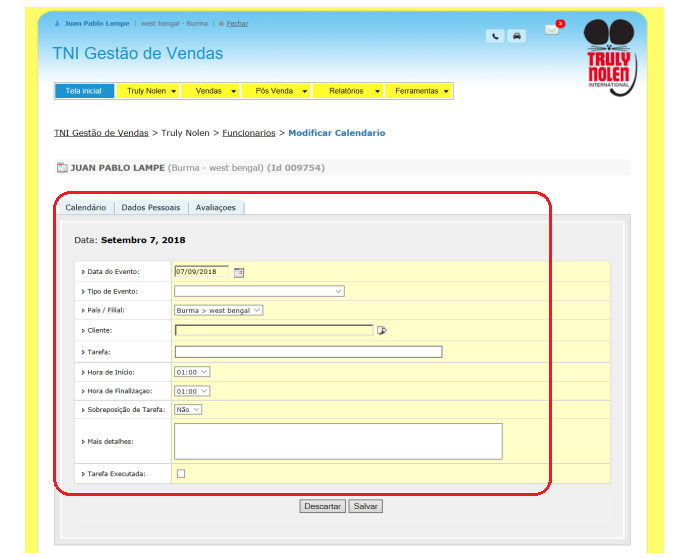 Juan Pablo Lampe | west bengal - Burma | Fechar
3
TNI Gestão de Vendas
TRULY
NOLEN
INTERNATIONAL
Tela inicial Truly Nolen Vendas Pós Venda Relatórios Ferramentas
TNI Gestão de Vendas > Truly Nolen > Funcionarios > Modificar Calendario
JUAN PABLO LAMPE (Burma - west bengal) (Id 009754)
Calendário Dados Pessoais Avaliaçoes
Data: Setembro 7, 2018
Data do Evento: 07/09/2018
Tipo de Evento:
País / Filial: Burma > west bengal
Cliente:
Tarefa:
Hora de Início: 01:00
Hora de Finalizaçao: 01:00
Sobreposição de Tarefa: Não
Mais detalhes:
Tarefa Executada:
Descartar Salvar